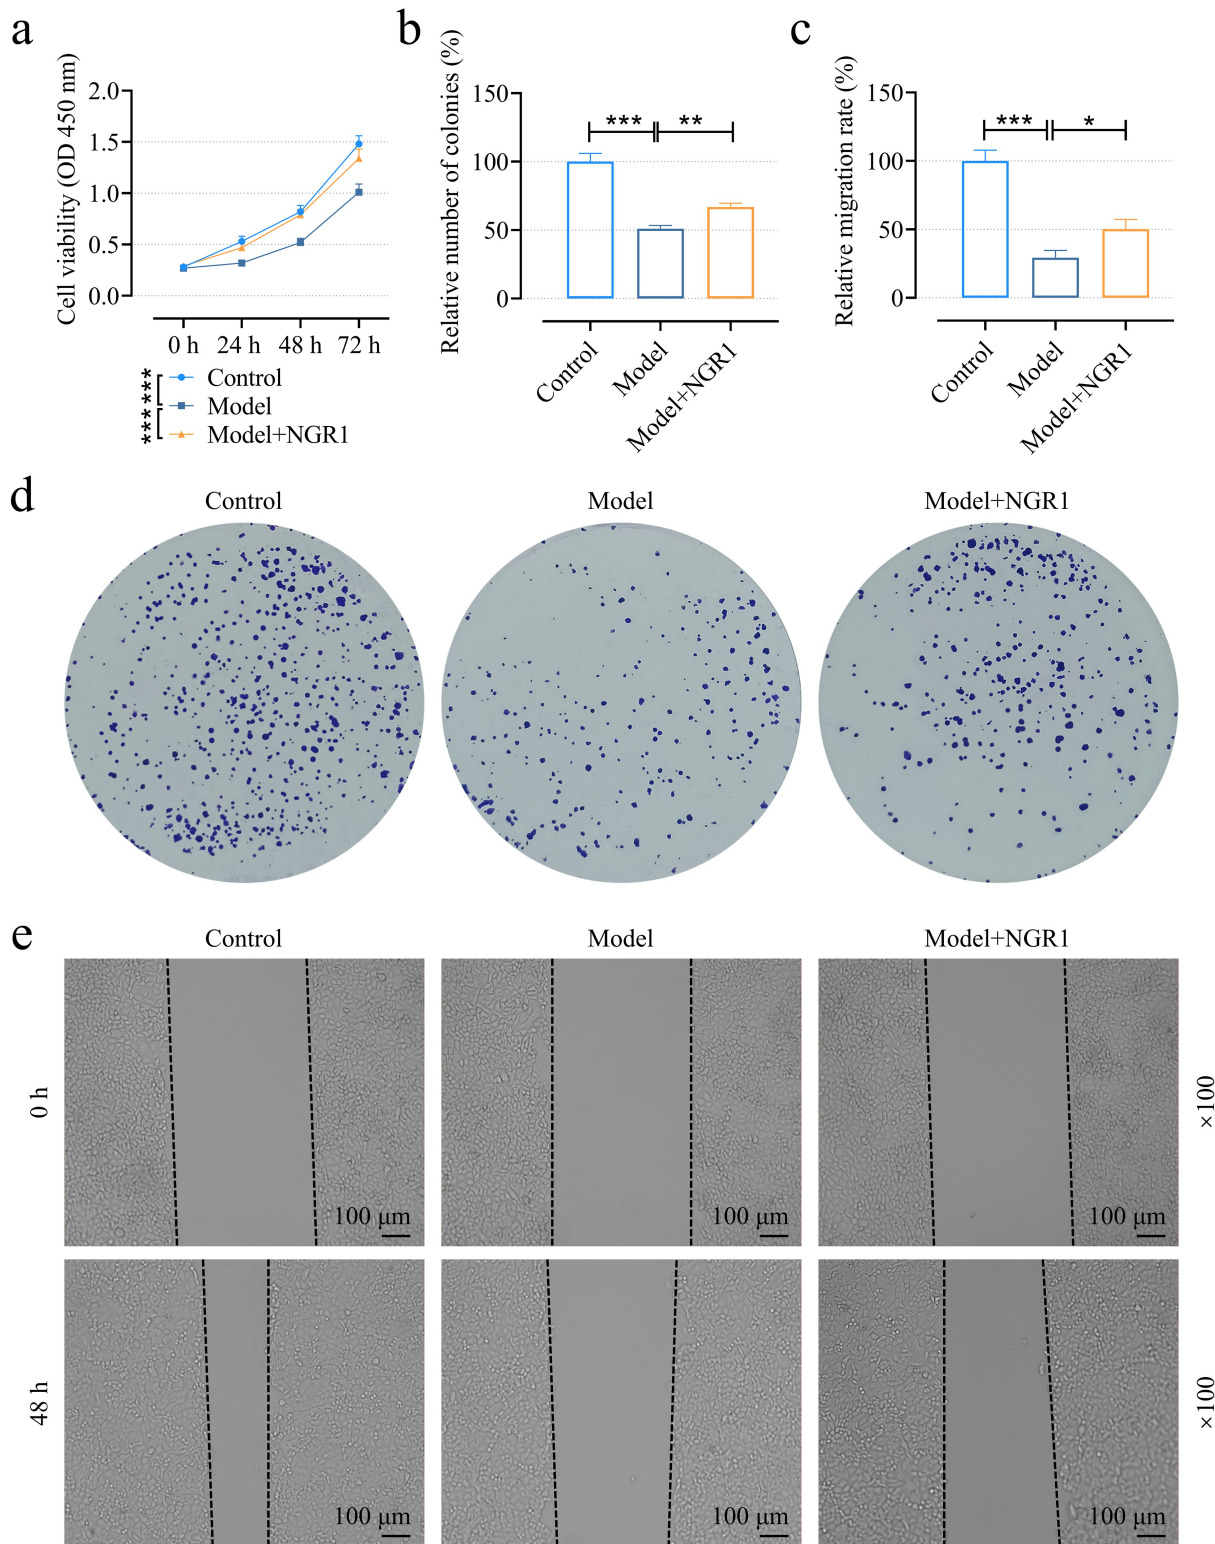 a
Cell viability (OD 450 nm)
2.0
1.5
1.0
0.5
0.0
0 h 24 h 48 h 72 h
*** Control
*** Model
Model+NGR1
b
Relative number of colonies (%)
150
100
50
0
*** **
Control
Model
Model+NGR1
c
Relative migration rate (%)
150
100
50
0
*** *
Control
Model
Model+NGR1
d
Control Model Model+NGR1
e
Control Model Model+NGR1
0 h
100 μm 100 μm 100 μm
×100
48 h
100 μm 100 μm 100 μm
×100